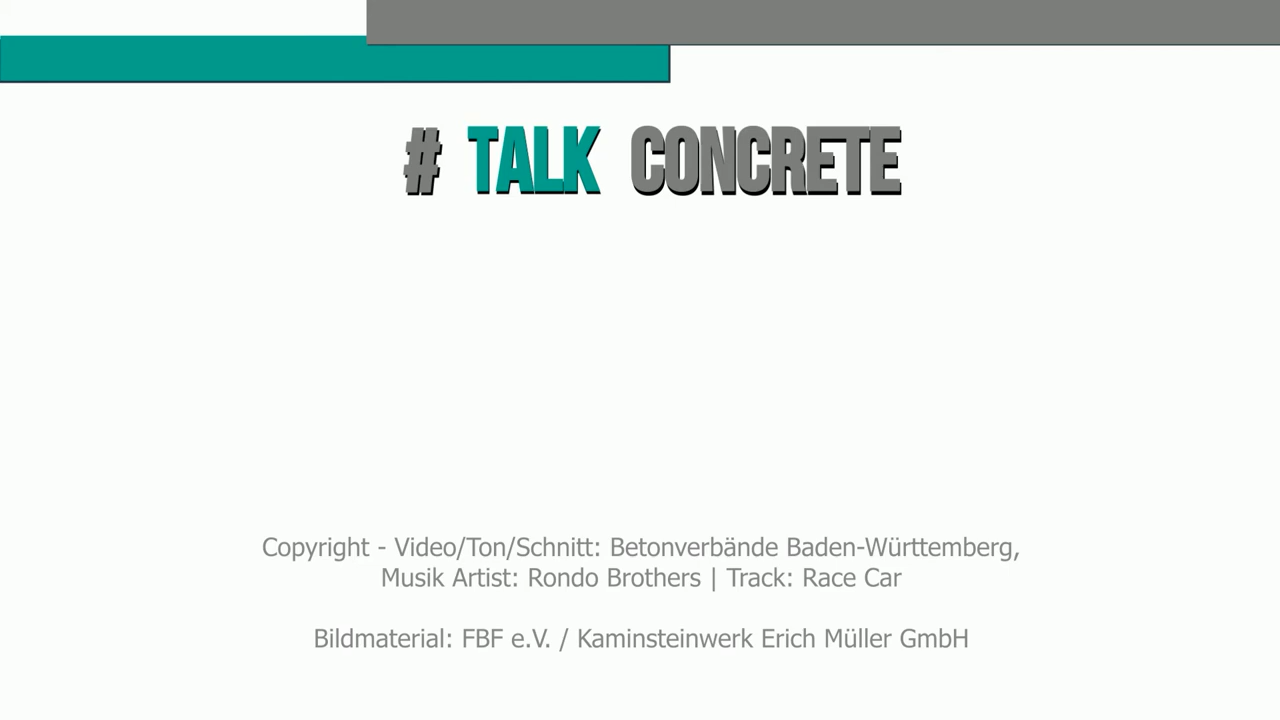 # TALK CONCRETE
Copyright - Video/Ton/Schnitt: Betonverbände Baden-Württemberg,
Musik Artist: Rondo Brothers | Track: Race Car
Bildmaterial: FBF e.V. / Kaminsteinwerk Erich Müller GmbH